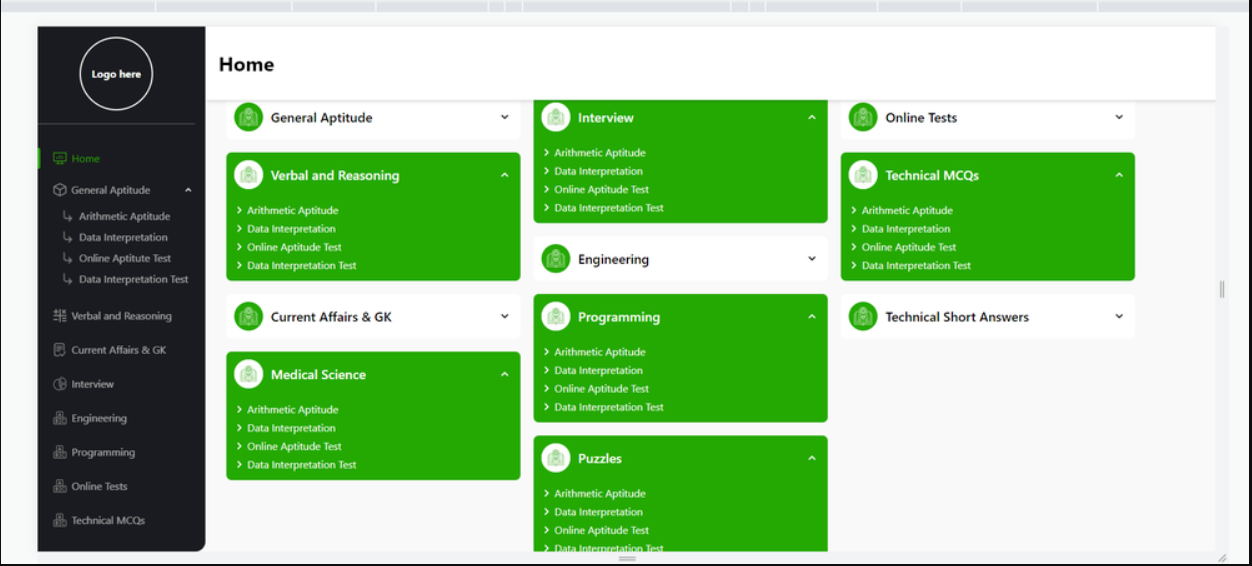 Logo here
Home
General Aptitude
Arithmetic Aptitude
Data Interpretation
Online Aptitute Test
Data Interpretation Test
Verbal and Reasoning
Current Affairs & GK
Interview
Engineering
Programming
Online Tests
Technical MCQs
Home
General Aptitude
Verbal and Reasoning
Arithmetic Aptitude
Data Interpretation
Online Aptitude Test
Data Interpretation Test
Current Affairs & GK
Medical Science
Arithmetic Aptitude
Data Interpretation
Online Aptitude Test
Data Interpretation Test
Interview
Arithmetic Aptitude
Data Interpretation
Online Aptitude Test
Data Interpretation Test
Engineering
Programming
Arithmetic Aptitude
Data Interpretation
Online Aptitude Test
Data Interpretation Test
Puzzles
Arithmetic Aptitude
Data Interpretation
Online Aptitude Test
Data Interpretation Test
Online Tests
Technical MCQs
Arithmetic Aptitude
Data Interpretation
Online Aptitude Test
Data Interpretation Test
Technical Short Answers